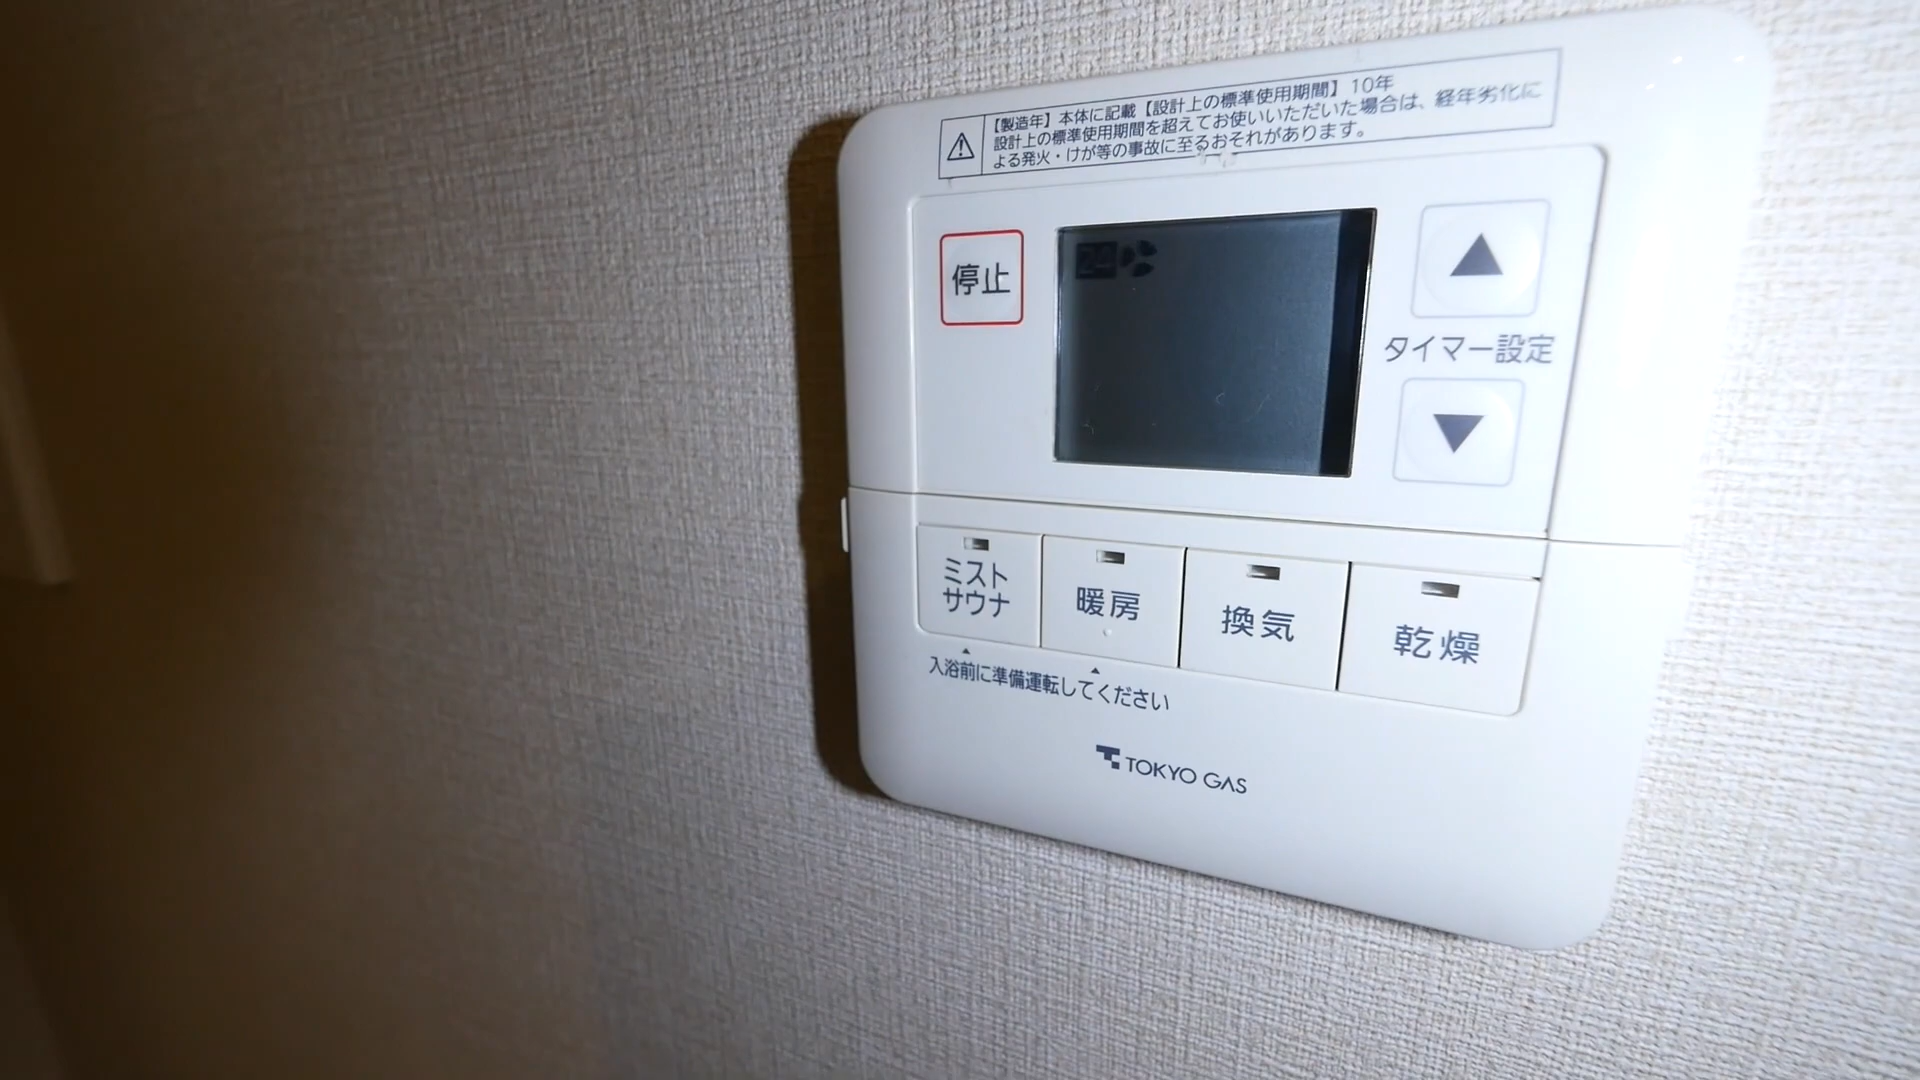 【製造年】本体に記載【設計上の標準使用期間】10年
設計上の標準使用期間を超えてお使いいただいた場合は、経年劣化に
よる発火・けが等の事故に至るおそれがあります。
停止
24
タイマー設定
ミスト
サウナ
暖房
換気
乾燥
入浴前に準備運転してください
TOKYO GAS